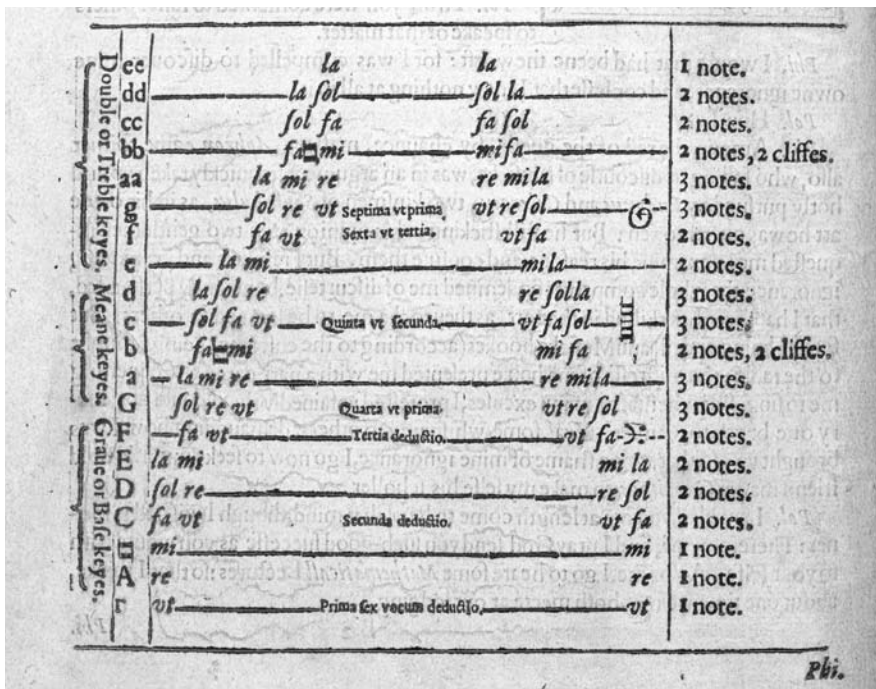 ee la la 1 note.
dd la ſol ſol la 2 notes.
cc ſol fa fa ſol 2 notes.
bb fa mi mi fa 2 notes, 2 cliffes.
aa la mi re re mi la 3 notes.
g ſol re vt Septima vt prima vt re ſol 3 notes.
f fa vt Sexta vt tertia, vt fa 2 notes.
e la mi mi la 2 notes.
d la ſol re re ſol la 3 notes.
c ſol fa vt Quinta vt ſecunda, vt fa ſol 3 notes.
b fa mi mi fa 2 notes, 2 cliffes.
a la mi re re mi la 3 notes.
G ſol re vt Quarta vt prima. vt re ſol 3 notes.
F fa vt Tertia deductio. vt fa 2 notes.
E la mi mi la 2 notes.
D ſol re re ſol 2 notes.
C fa vt Secunda deductio. vt fa 2 notes.
♮ mi mi 1 note.
A re re 1 note.
Γ vt Prima ſex vocum deductio, vt 1 note.
Double or Treble keyes.
Meane keyes.
Graue or Baſe keyes.
Phi.